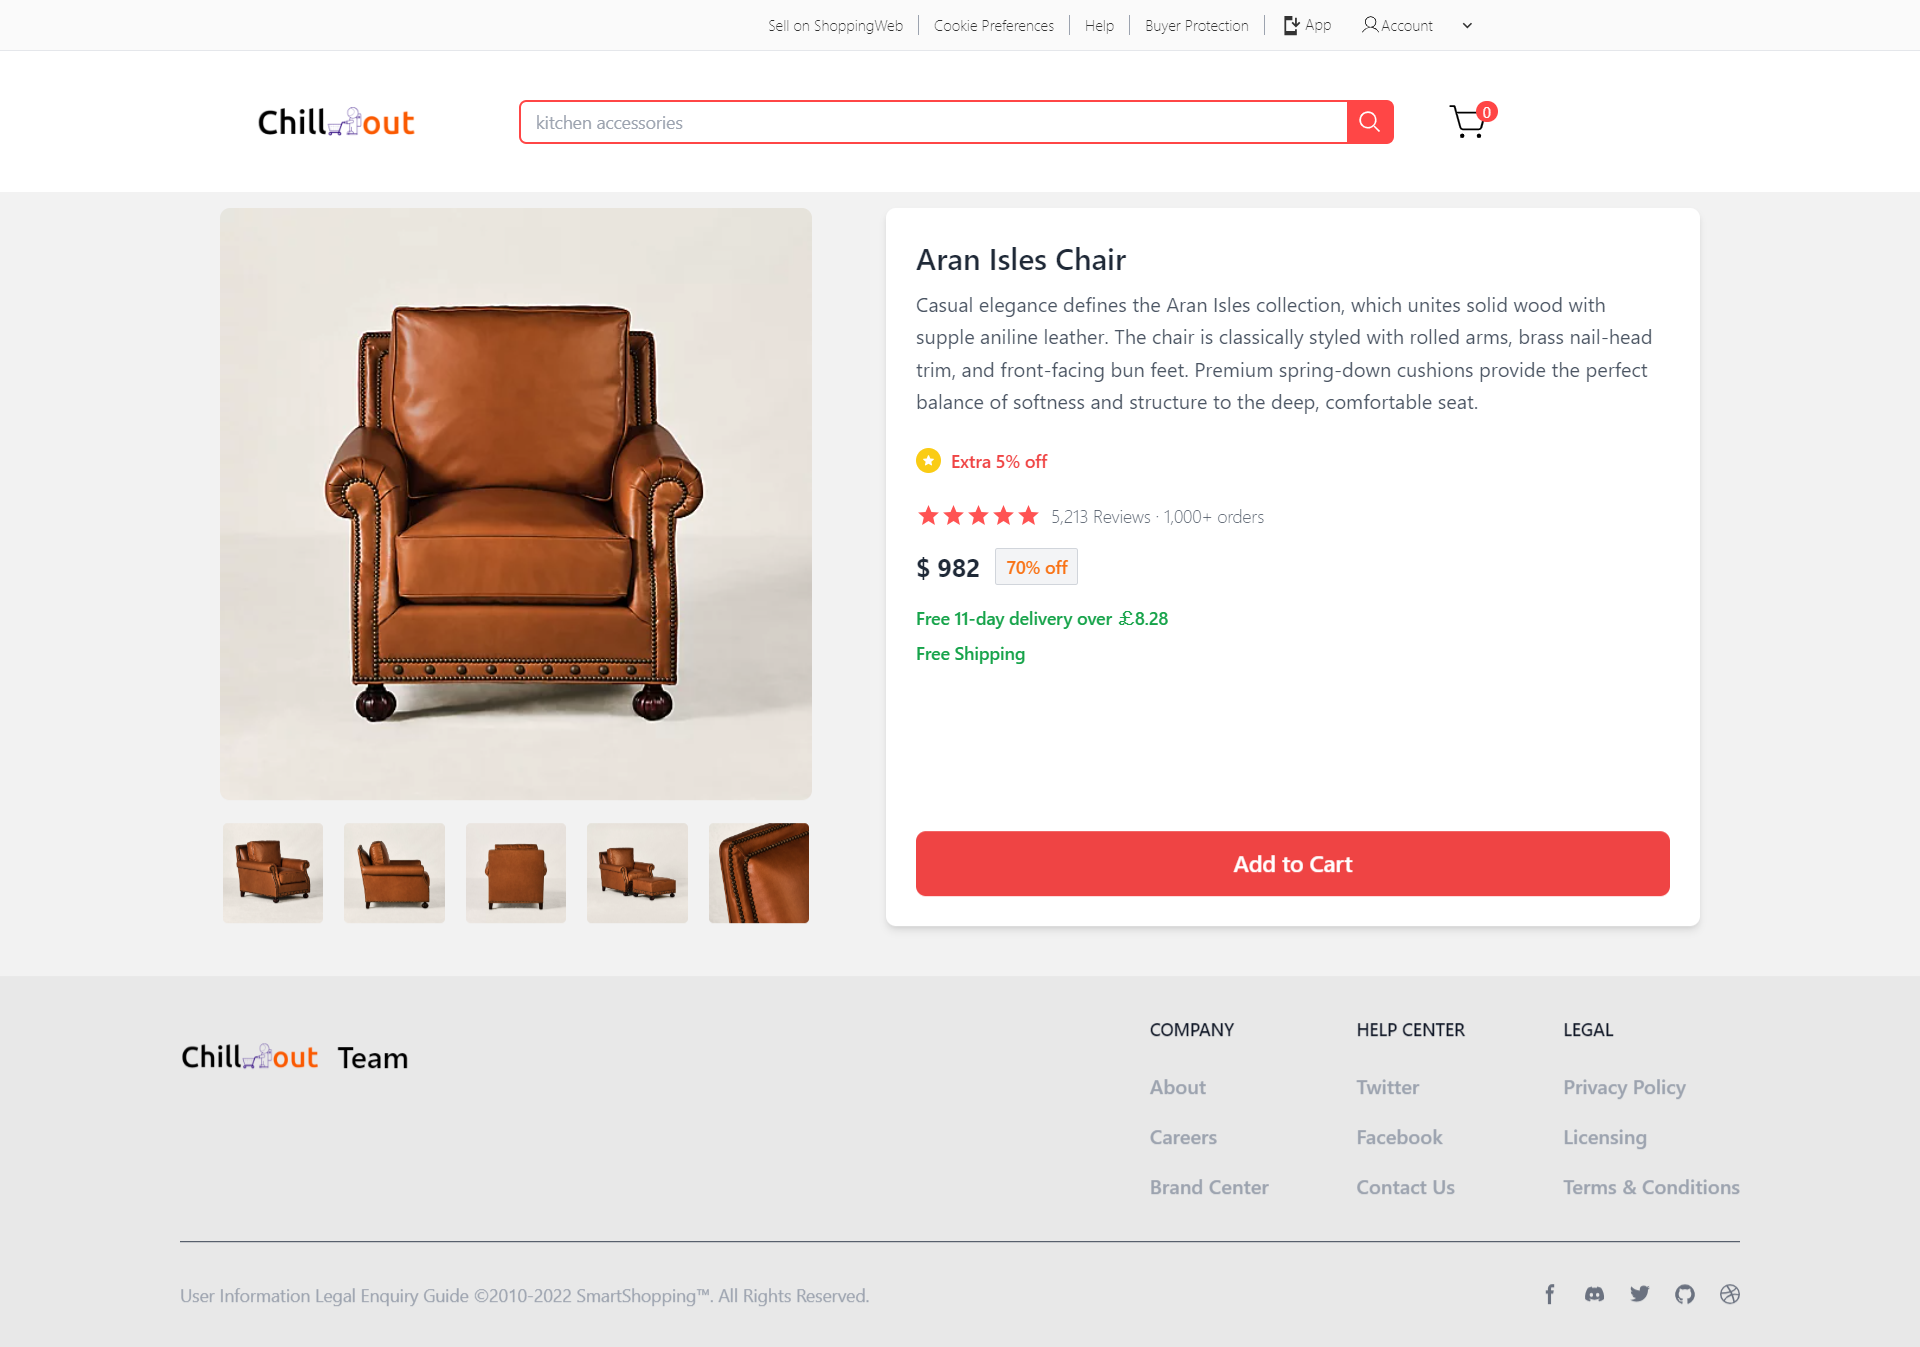 Sell on ShoppingWeb
Cookie Preferences
Help
Buyer Protection
App
Account
Chill out
kitchen accessories
0
Aran Isles Chair
Casual elegance defines the Aran Isles collection, which unites solid wood with
supple aniline leather. The chair is classically styled with rolled arms, brass nail-head
trim, and front-facing bun feet. Premium spring-down cushions provide the perfect
balance of softness and structure to the deep, comfortable seat.
Extra 5% off
5,213 Reviews · 1,000+ orders
$ 982
70% off
Free 11-day delivery over £8.28
Free Shipping
Add to Cart
Chill out Team
COMPANY
About
Careers
Brand Center
HELP CENTER
Twitter
Facebook
Contact Us
LEGAL
Privacy Policy
Licensing
Terms & Conditions
User Information Legal Enquiry Guide ©2010-2022 SmartShopping™. All Rights Reserved.